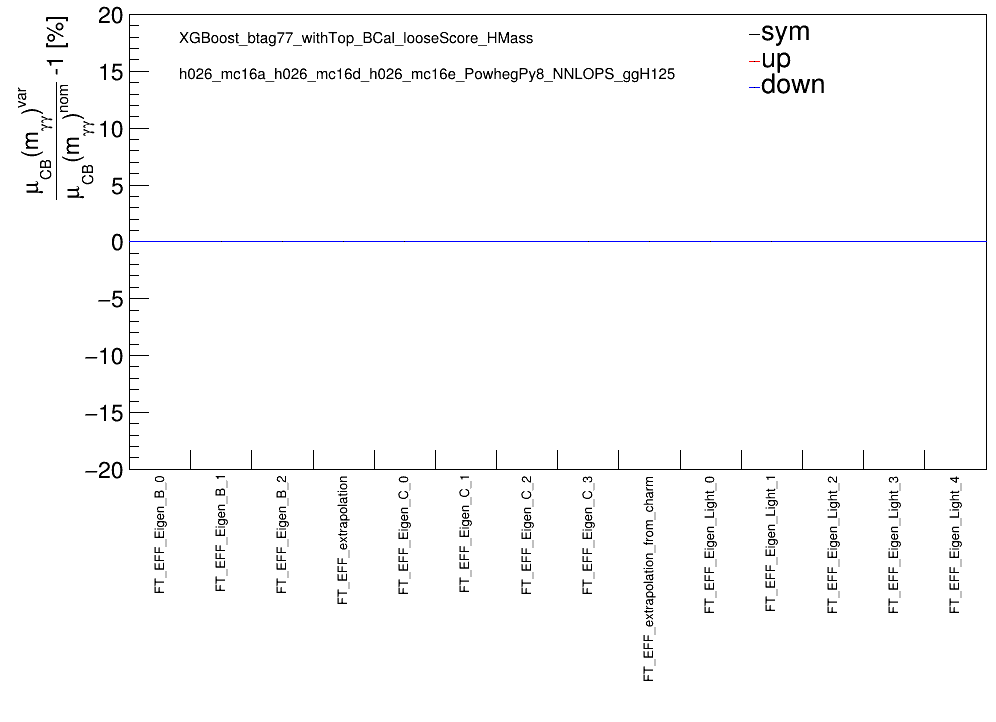 XGBoost_btag77_withTop_BCal_looseScore_HMass
h026_mc16a_h026_mc16d_h026_mc16e_PowhegPy8_NNLOPS_ggH125
sym
up
down
μCB(mγγ)var
μCB(mγγ)nom
-1 [%]
20
15
10
5
0
−5
−10
−15
−20
FT_EFF_Eigen_B_0
FT_EFF_Eigen_B_1
FT_EFF_Eigen_B_2
FT_EFF_extrapolation
FT_EFF_Eigen_C_0
FT_EFF_Eigen_C_1
FT_EFF_Eigen_C_2
FT_EFF_Eigen_C_3
FT_EFF_extrapolation_from_charm
FT_EFF_Eigen_Light_0
FT_EFF_Eigen_Light_1
FT_EFF_Eigen_Light_2
FT_EFF_Eigen_Light_3
FT_EFF_Eigen_Light_4